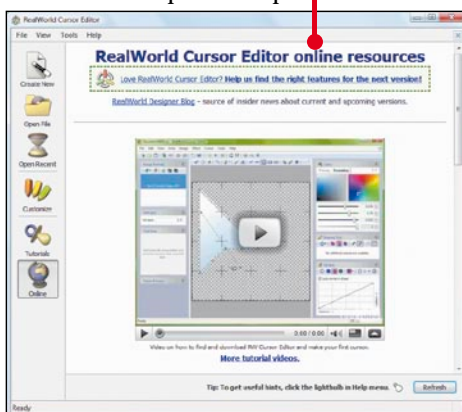 RealWorld Cursor Editor
File View Tools Help
RealWorld Cursor Editor online resources
Love RealWorld Cursor Editor? Help us find the right features for the next version!
RealWorld Designer Blog - source of insider news about current and upcoming versions.
Create New
Open File
Open Recent
Customize
Tutorials
Online
0:00 / 0:00
Video on how to find and download RW Cursor Editor and make your first cursor.
More tutorial videos.
Tip: To get useful hints, click the lightbulb in Help menu.
Refresh
Ready